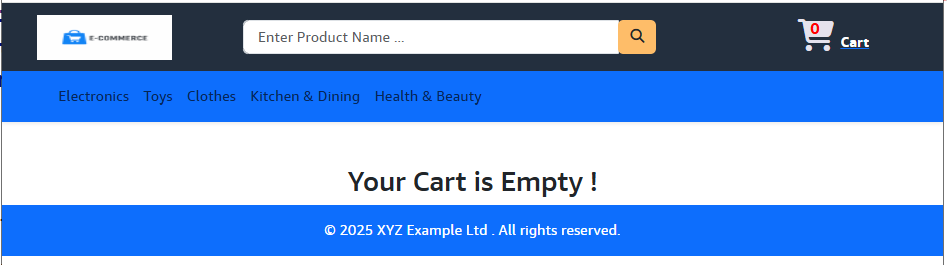 E-COMMERCE
Enter Product Name ...
0
Cart
Electronics Toys Clothes Kitchen & Dining Health & Beauty
Your Cart is Empty !
© 2025 XYZ Example Ltd . All rights reserved.